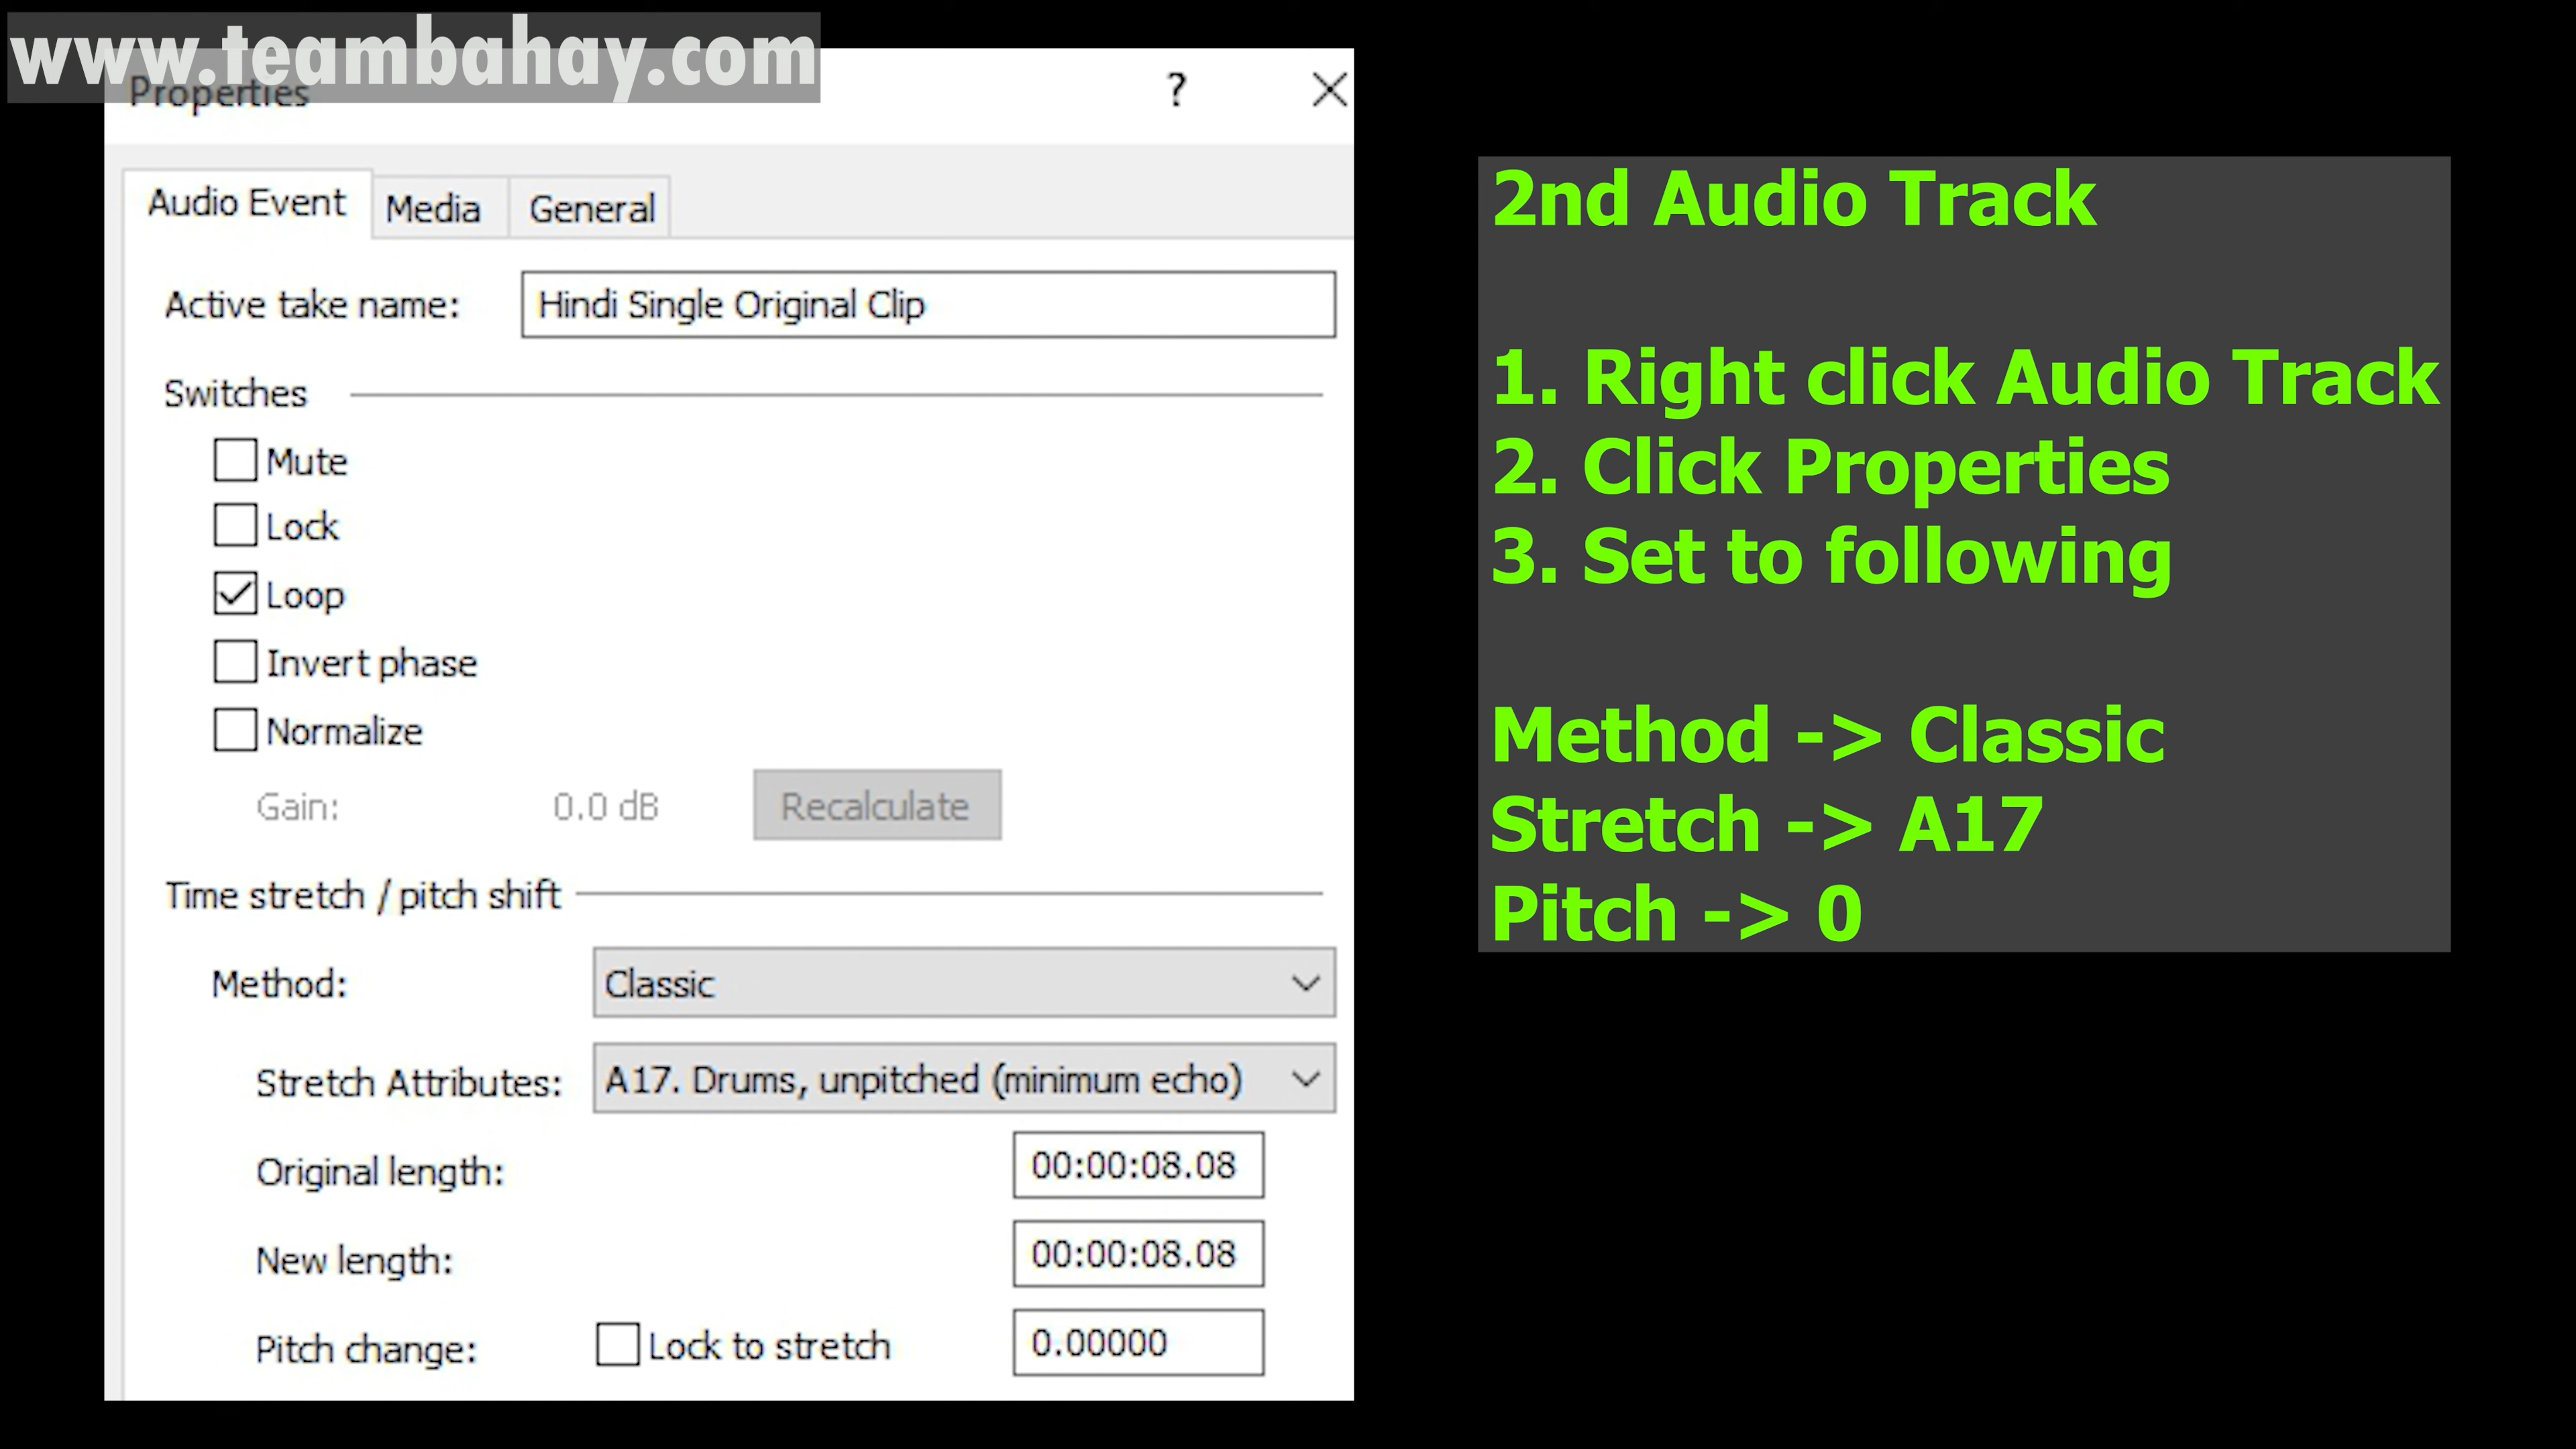 www.teambahay.com
Properties ?
Audio Event Media General
Active take name: Hindi Single Original Clip
Switches
Mute
Lock
Loop
Invert phase
Normalize
Gain: 0.0 dB Recalculate
Time stretch / pitch shift
Method: Classic
Stretch Attributes: A17. Drums, unpitched (minimum echo)
Original length: 00:00:08.08
New length: 00:00:08.08
Pitch change: Lock to stretch 0.00000
2nd Audio Track
1. Right click Audio Track
2. Click Properties
3. Set to following
Method -> Classic
Stretch -> A17
Pitch -> 0